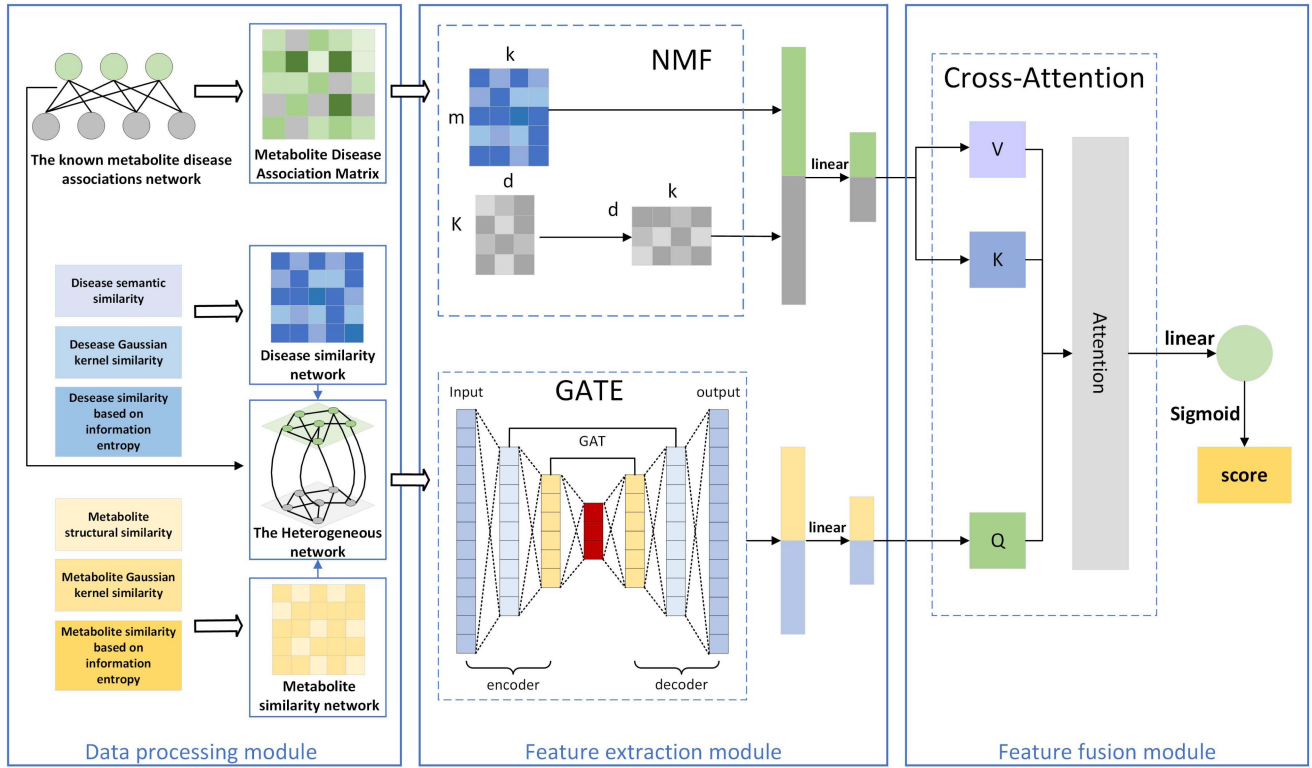 The known metabolite disease
associations network
Metabolite Disease
Association Matrix
Disease semantic
similarity
Desease Gaussian
kernel similarity
Desease similarity
based on
information
entropy
Disease similarity
network
The Heterogeneous
network
Metabolite
structural similarity
Metabolite Gaussian
kernel similarity
Metabolite similarity
based on
information
entropy
Metabolite
similarity network
Data processing module
NMF
k
m
d
K
k
d
linear
GATE
Input
output
GAT
encoder
decoder
linear
Feature extraction module
Cross-Attention
V
K
Q
Attention
linear
Sigmoid
score
Feature fusion module